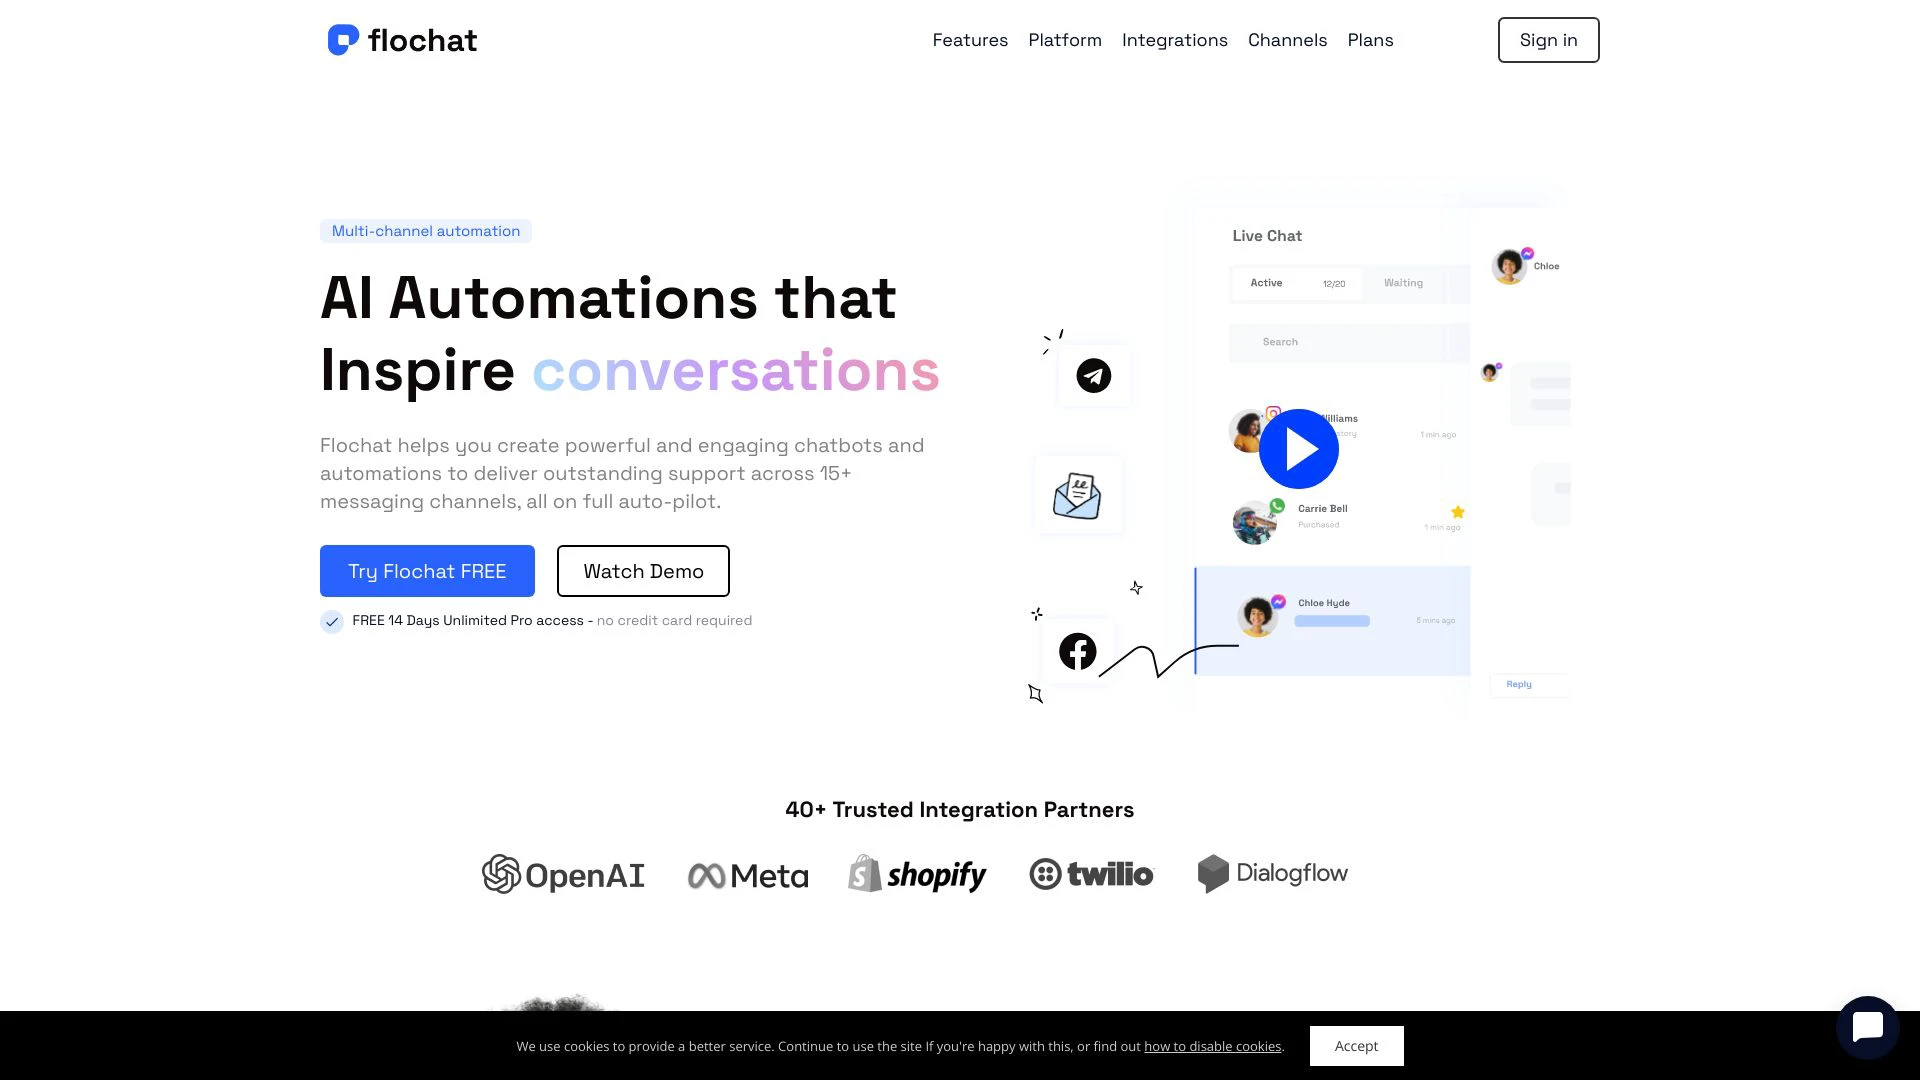 flochat
Features Platform Integrations Channels Plans
Sign in
Multi-channel automation
AI Automations that
Inspire conversations
Flochat helps you create powerful and engaging chatbots and
automations to deliver outstanding support across 15+
messaging channels, all on full auto-pilot.
Try Flochat FREE
Watch Demo
FREE 14 Days Unlimited Pro access - no credit card required
Live Chat
Active 12/20 Waiting
Search
1 min ago
Carrie Bell
Purchased
1 min ago
Chloe Hyde
5 mins ago
Chloe
Reply
40+ Trusted Integration Partners
OpenAI
Meta
shopify
twilio
Dialogflow
We use cookies to provide a better service. Continue to use the site If you're happy with this, or find out how to disable cookies.
Accept